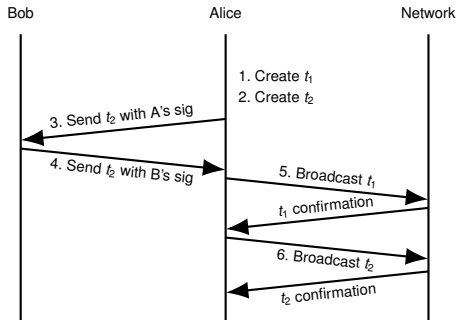 Bob Alice Network
1. Create t₁
2. Create t₂
3. Send t₂ with A's sig
4. Send t₂ with B's sig
5. Broadcast t₁
t₁ confirmation
6. Broadcast t₂
t₂ confirmation